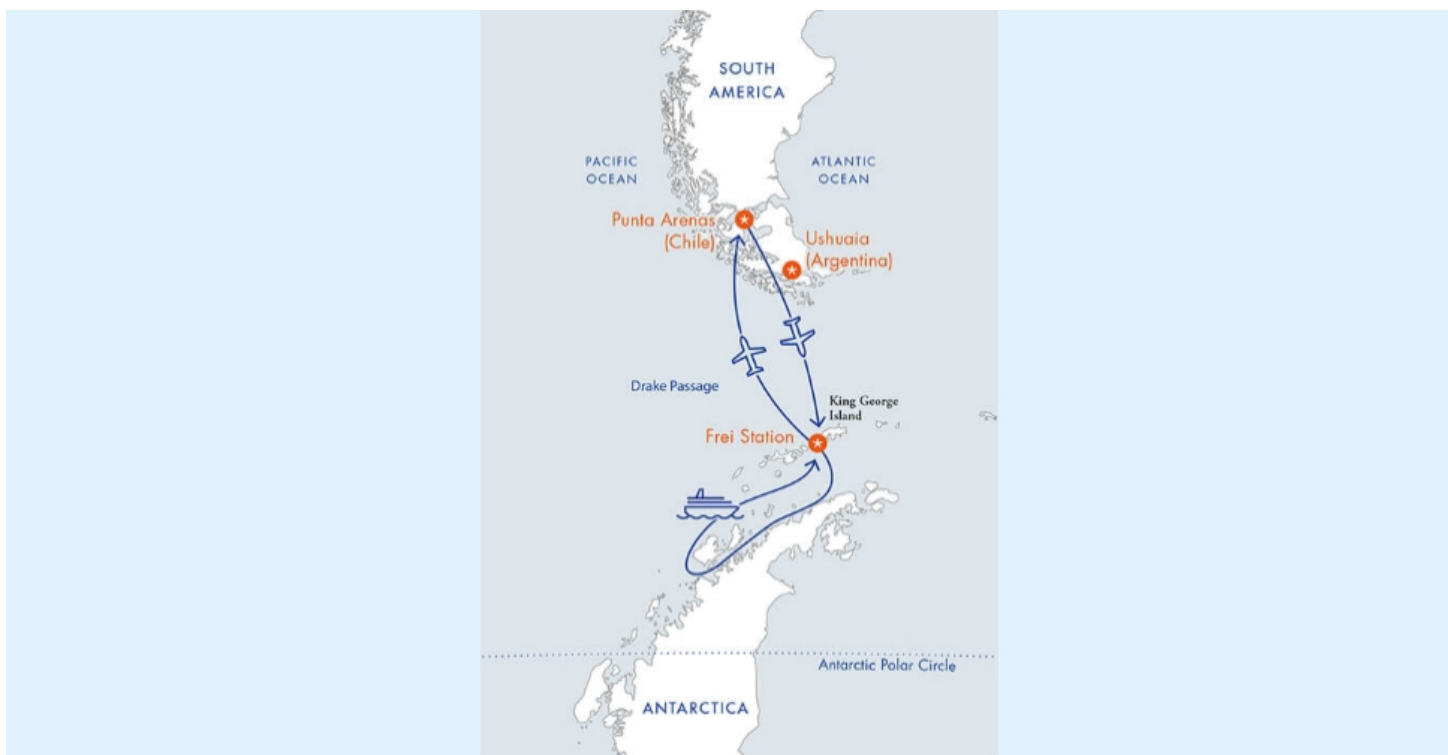 SOUTH
AMERICA
PACIFIC
OCEAN
ATLANTIC
OCEAN
Punta Arenas
(Chile)
Ushuaia
(Argentina)
Drake Passage
King George
Island
Frei Station
Antarctic Polar Circle
ANTARCTICA